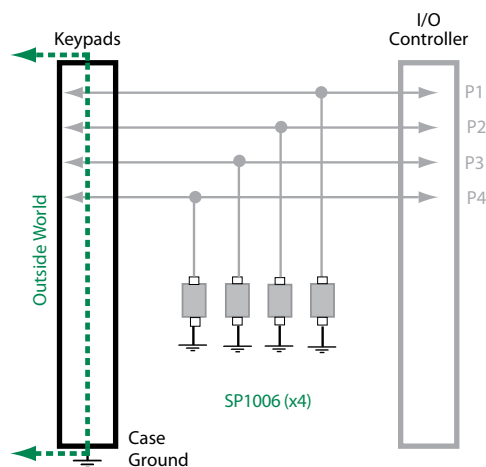 Keypads
I/O
Controller
P1
P2
P3
P4
Outside World
SP1006 (x4)
Case
Ground